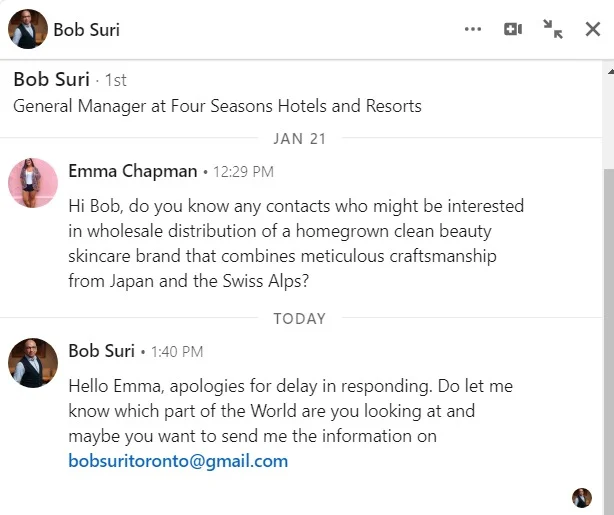 Bob Suri
Bob Suri · 1st
General Manager at Four Seasons Hotels and Resorts
JAN 21
Emma Chapman • 12:29 PM
Hi Bob, do you know any contacts who might be interested
in wholesale distribution of a homegrown clean beauty
skincare brand that combines meticulous craftsmanship
from Japan and the Swiss Alps?
TODAY
Bob Suri • 1:40 PM
Hello Emma, apologies for delay in responding. Do let me
know which part of the World are you looking at and
maybe you want to send me the information on
bobsuritoronto@gmail.com